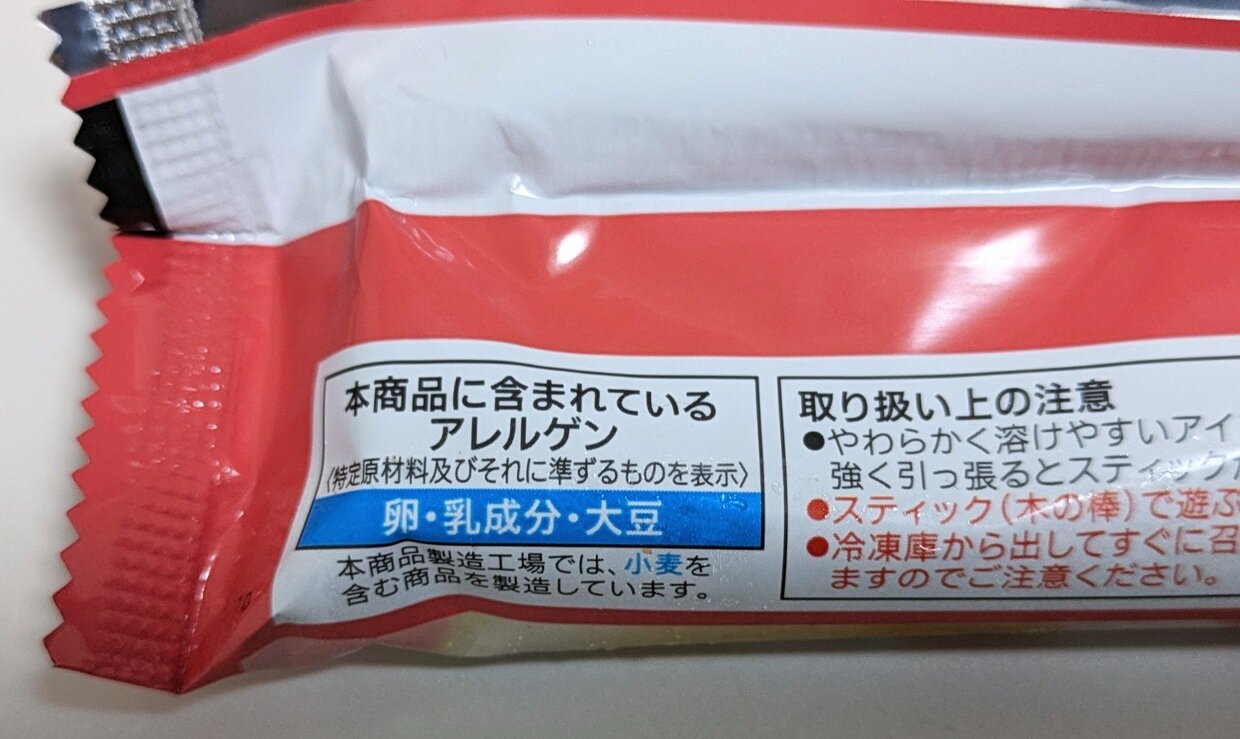 本商品に含まれている
アレルゲン
〈特定原材料及びそれに準ずるものを表示〉
卵・乳成分・大豆
本商品製造工場では、小麦を
含む商品を製造しています。
取り扱い上の注意
●やわらかく溶けやすいアイ
強く引っ張るとスティック
●スティック(木の棒)で遊ぶ
●冷凍庫から出してすぐに召
ますのでご注意ください。